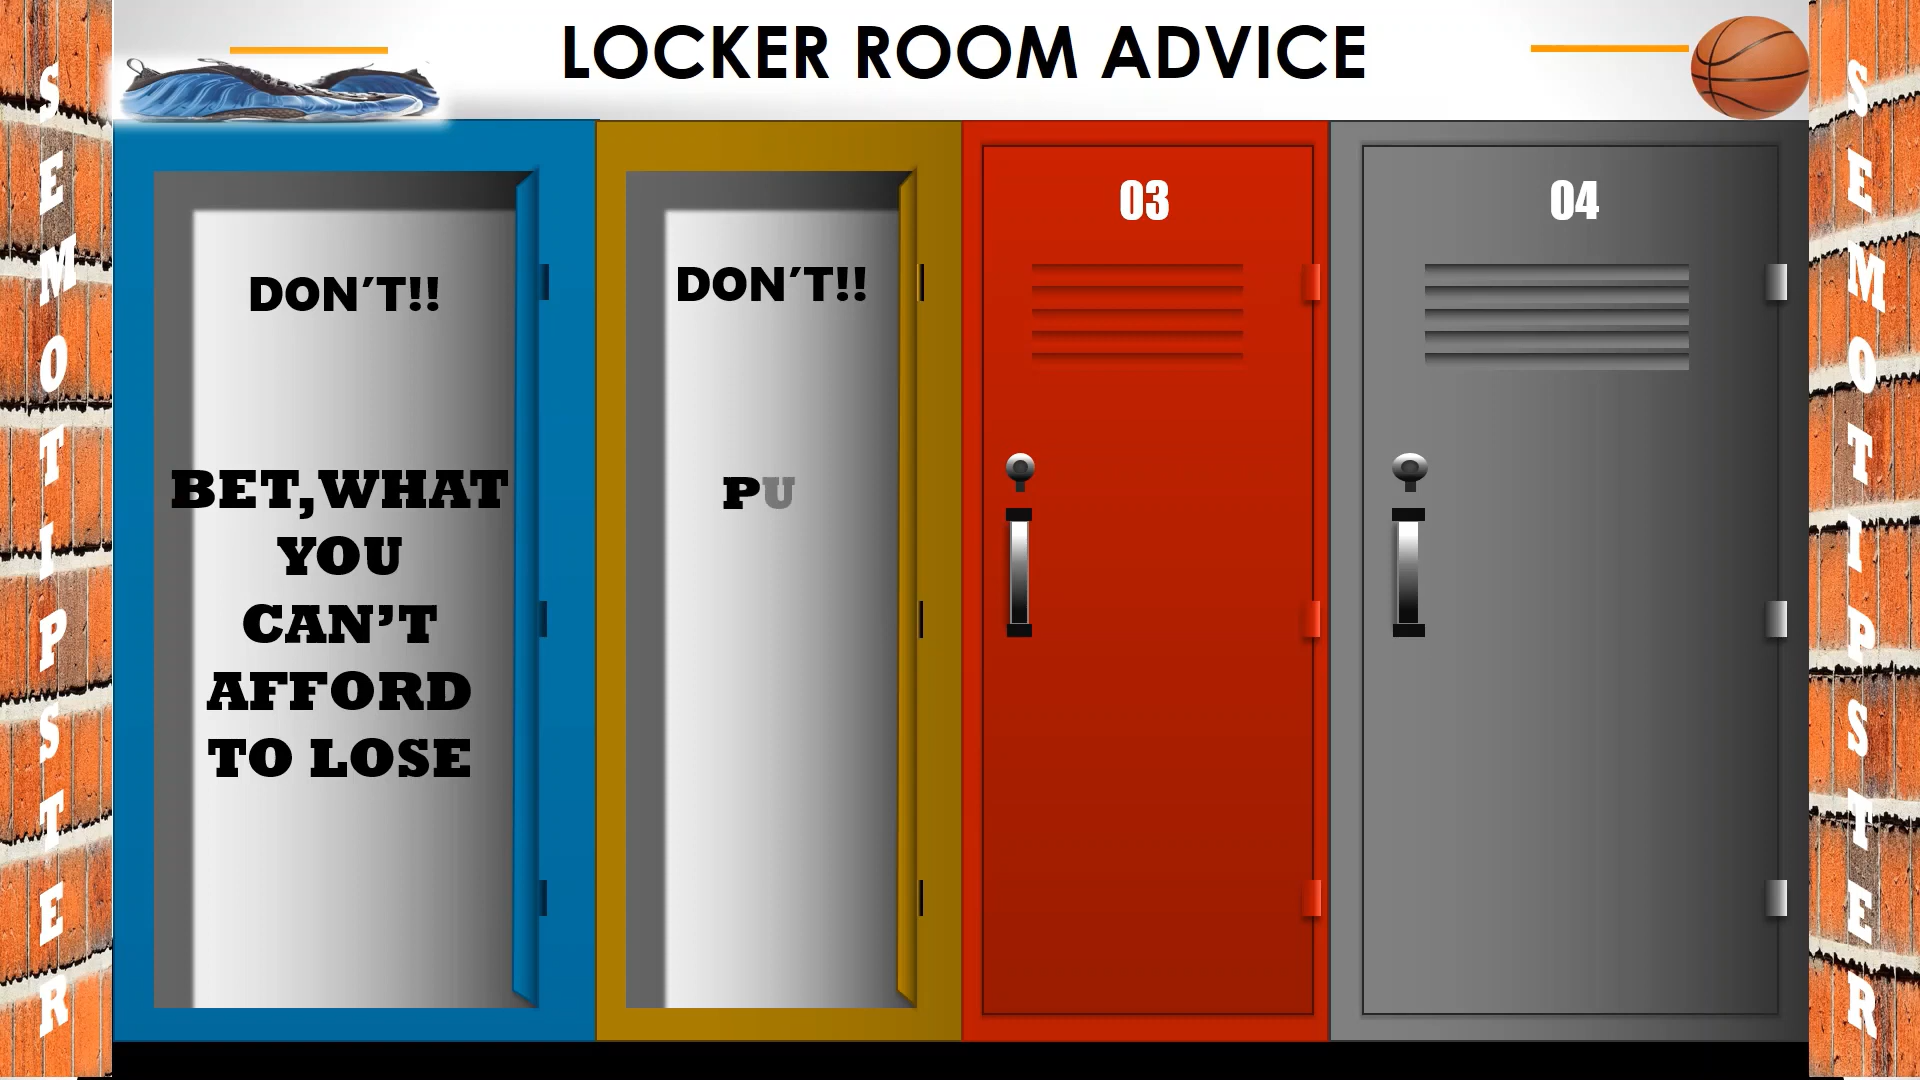 LOCKER ROOM ADVICE
SEMOTIPSTER
DON'T!!
BET,WHAT
YOU
CAN'T
AFFORD
TO LOSE
DON'T!!
PU
03
04
SEMOTIPSTER